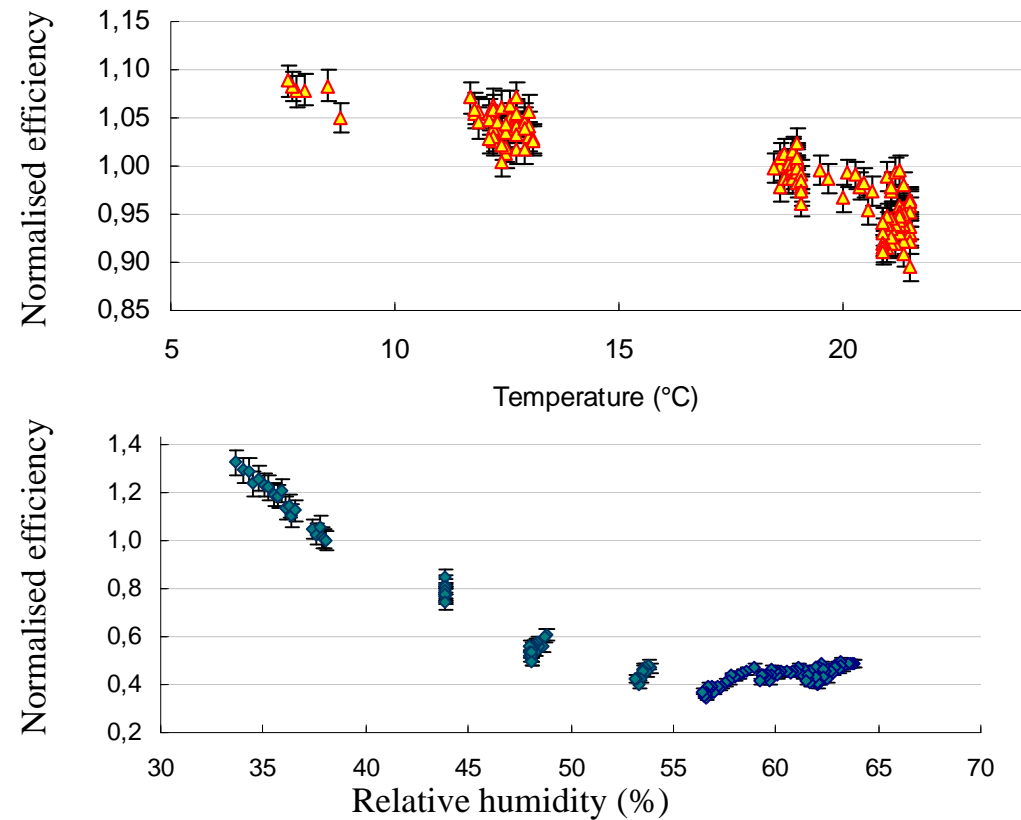 Normalised efficiency
1,15
1,10
1,05
1,00
0,95
0,90
0,85
5 10 15 20
Temperature (°C)
Normalised efficiency
1,4
1,2
1,0
0,8
0,6
0,4
0,2
30 35 40 45 50 55 60 65 70
Relative humidity (%)